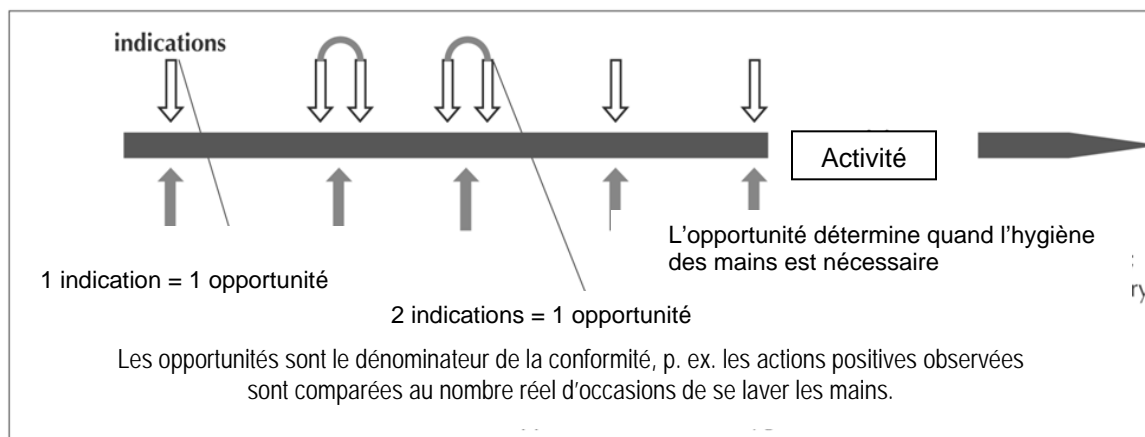 indications
Activité
L'opportunité détermine quand l'hygiène
des mains est nécessaire
1 indication = 1 opportunité
2 indications = 1 opportunité
Les opportunités sont le dénominateur de la conformité, p. ex. les actions positives observées
sont comparées au nombre réel d'occasions de se laver les mains.